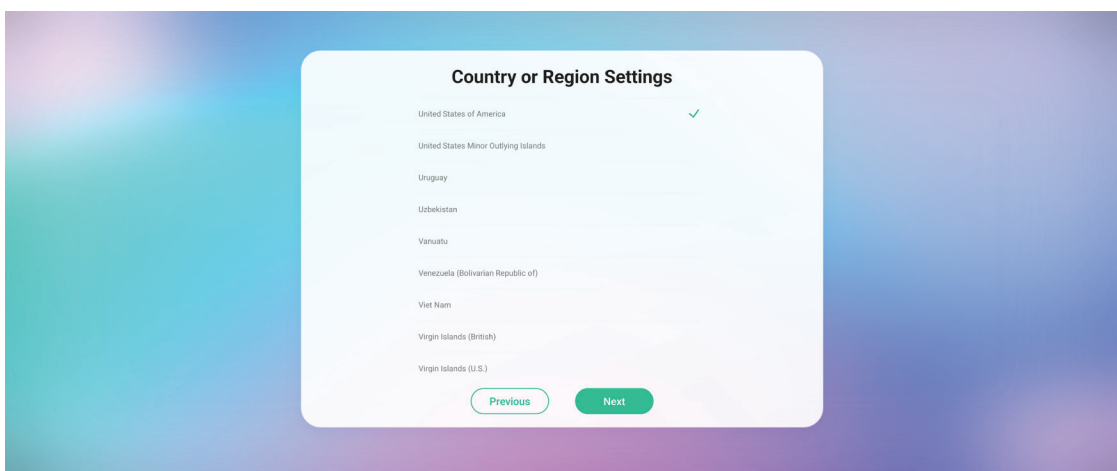 Country or Region Settings
United States of America
United States Minor Outlying Islands
Uruguay
Uzbekistan
Vanuatu
Venezuela (Bolivarian Republic of)
Viet Nam
Virgin Islands (British)
Virgin Islands (U.S.)
Previous
Next